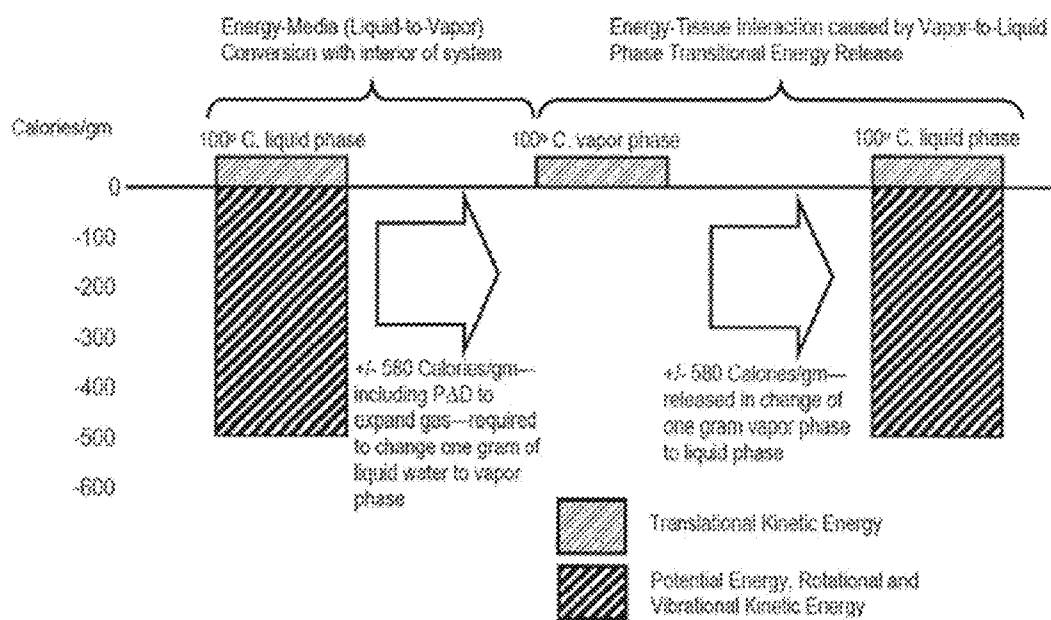 Energy-Media (Liquid-to-Vapor)
Conversion with interior of system
Energy-Tissue Interaction caused by Vapor-to-Liquid
Phase Transitional Energy Release
Calories/gm
100º C. liquid phase
100º C. vapor phase
100º C. liquid phase
0
-100
-200
-300
-400
-500
-600
+/- 580 Calories/gm—
including PΔD to
expand gas—required
to change one gram of
liquid water to vapor
phase
+/- 580 Calories/gm—
released in change of
one gram vapor phase
to liquid phase
Translational Kinetic Energy
Potential Energy, Rotational and
Vibrational Kinetic Energy